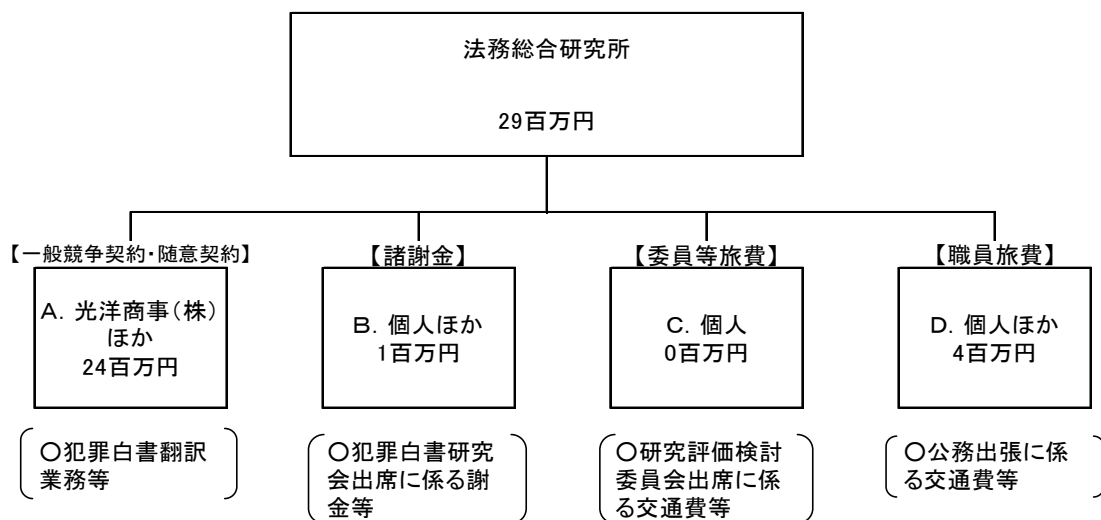 法務総合研究所
29百万円
【一般競争契約・随意契約】
A. 光洋商事(株)
ほか
24百万円
〇犯罪白書翻訳
業務等
【諸謝金】
B. 個人ほか
1百万円
〇犯罪白書研究
会出席に係る謝
金等
【委員等旅費】
C. 個人
0百万円
〇研究評価検討
委員会出席に係
る交通費等
【職員旅費】
D. 個人ほか
4百万円
〇公務出張に係
る交通費等